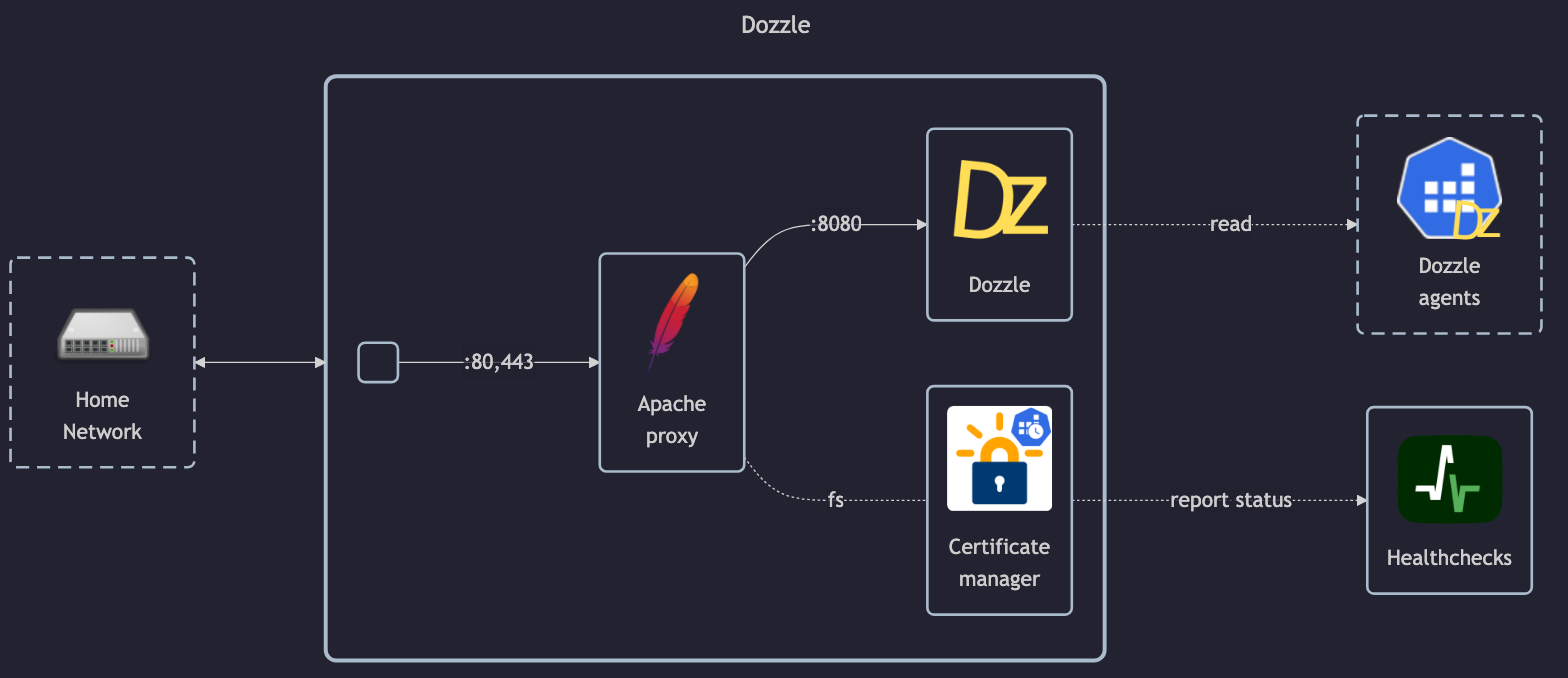 Dozzle
Home
Network
:80,443
Apache
proxy
:8080
fs
DZ
Dozzle
Certificate
manager
read
report status
DZ
Dozzle
agents
Healthchecks